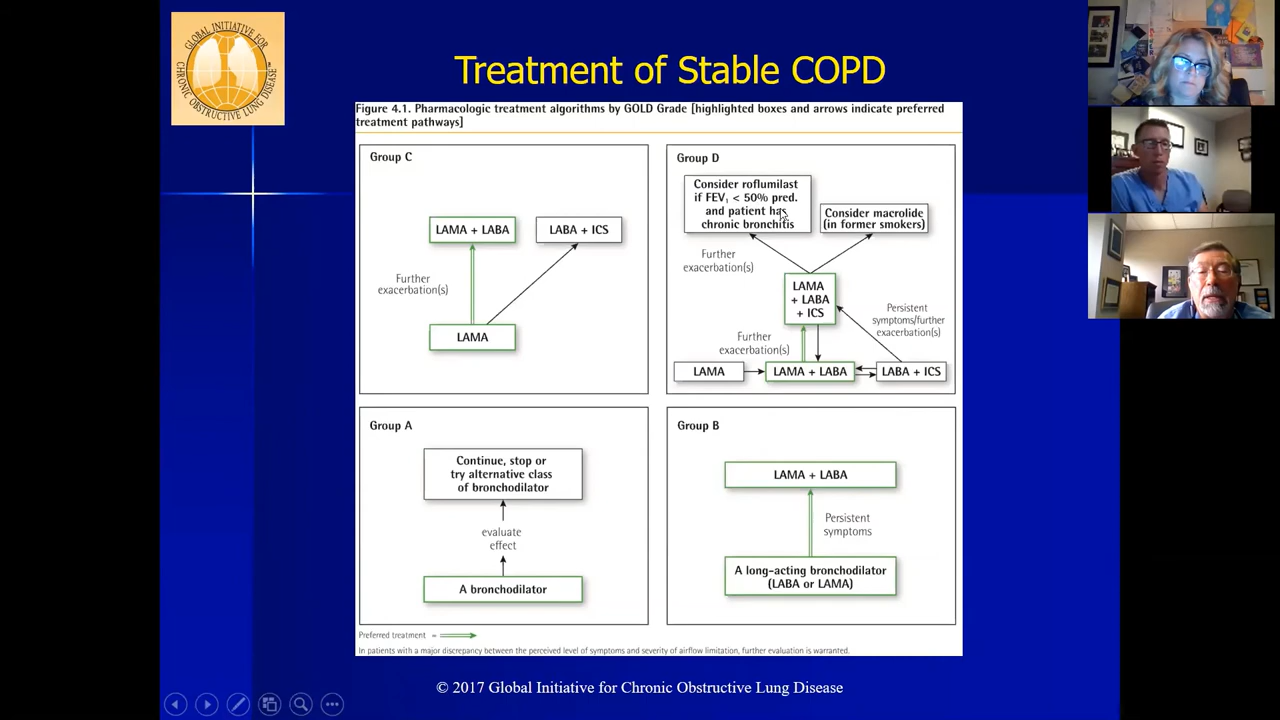 GLOBAL INITIATIVE FOR
CHRONIC OBSTRUCTIVE LUNG DISEASE
Treatment of Stable COPD
Figure 4.1. Pharmacologic treatment algorithms by GOLD Grade [highlighted boxes and arrows indicate preferred
treatment pathways]
Group C
LAMA + LABA
LABA + ICS
Further
exacerbation(s)
LAMA
Group D
Consider roflumilast
if FEV₁ < 50% pred.
and patient has
chronic bronchitis
Consider macrolide
(in former smokers)
Further
exacerbation(s)
LAMA
+ LABA
+ ICS
Persistent
symptoms/further
exacerbation(s)
Further
exacerbation(s)
LAMA
LAMA + LABA
LABA + ICS
Group A
Continue, stop or
try alternative class
of bronchodilator
evaluate
effect
A bronchodilator
Group B
LAMA + LABA
Persistent
symptoms
A long-acting bronchodilator
(LABA or LAMA)
Preferred treatment =
In patients with a major discrepancy between the perceived level of symptoms and severity of airflow limitation, further evaluation is warranted.
© 2017 Global Initiative for Chronic Obstructive Lung Disease